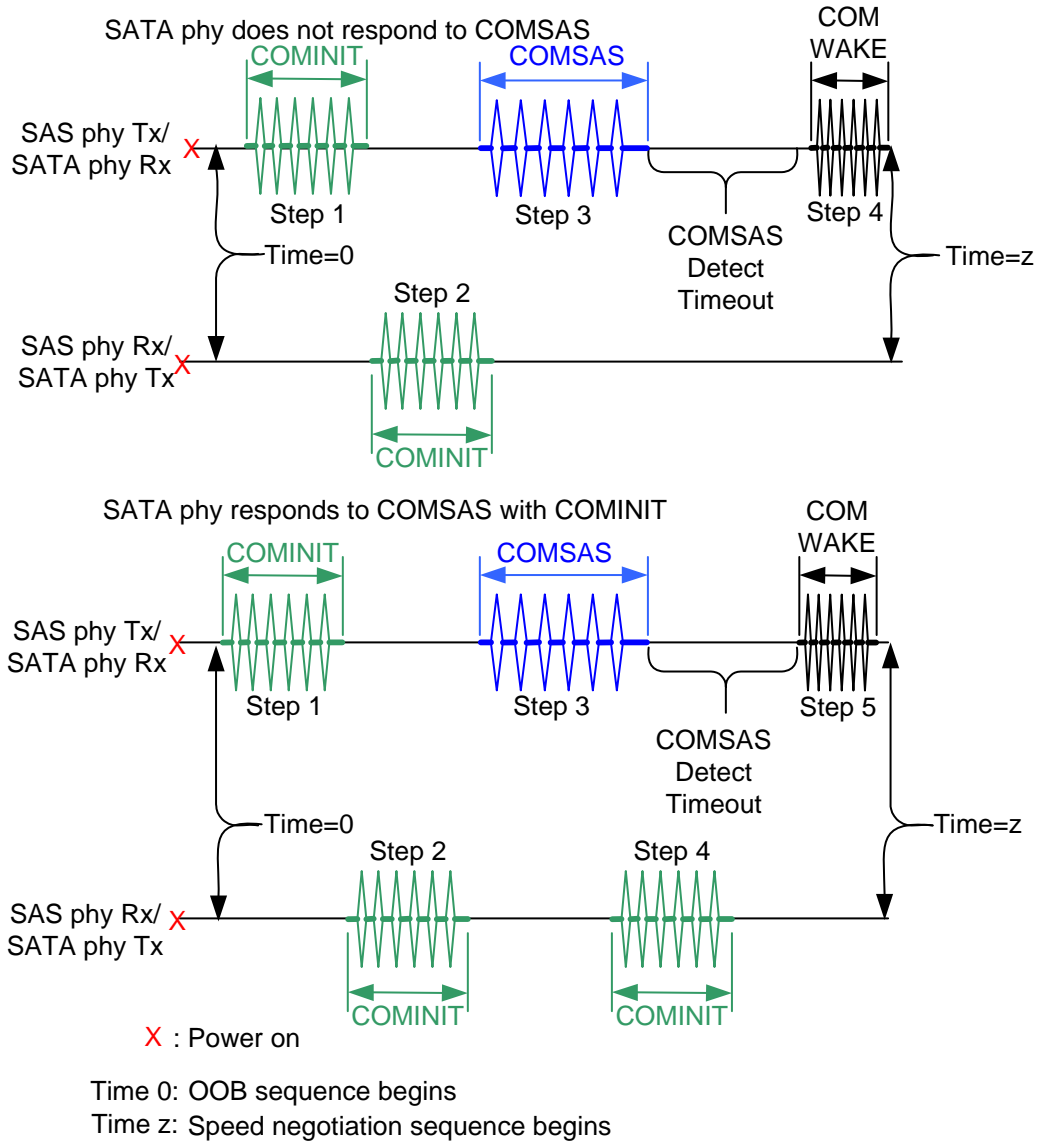 SATA phy does not respond to COMSAS
COM
WAKE
COMINIT
COMSAS
SAS phy Tx/
SATA phy Rx
X
Step 1
Step 3
Step 4
COMSAS
Detect
Timeout
Time=0
Time=z
Step 2
SAS phy Rx/
SATA phy Tx
X
COMINIT
SATA phy responds to COMSAS with COMINIT
COM
WAKE
COMINIT
COMSAS
SAS phy Tx/
SATA phy Rx
X
Step 1
Step 3
Step 5
COMSAS
Detect
Timeout
Time=0
Time=z
Step 2
Step 4
SAS phy Rx/
SATA phy Tx
X
COMINIT
COMINIT
X : Power on
Time 0: OOB sequence begins
Time z: Speed negotiation sequence begins